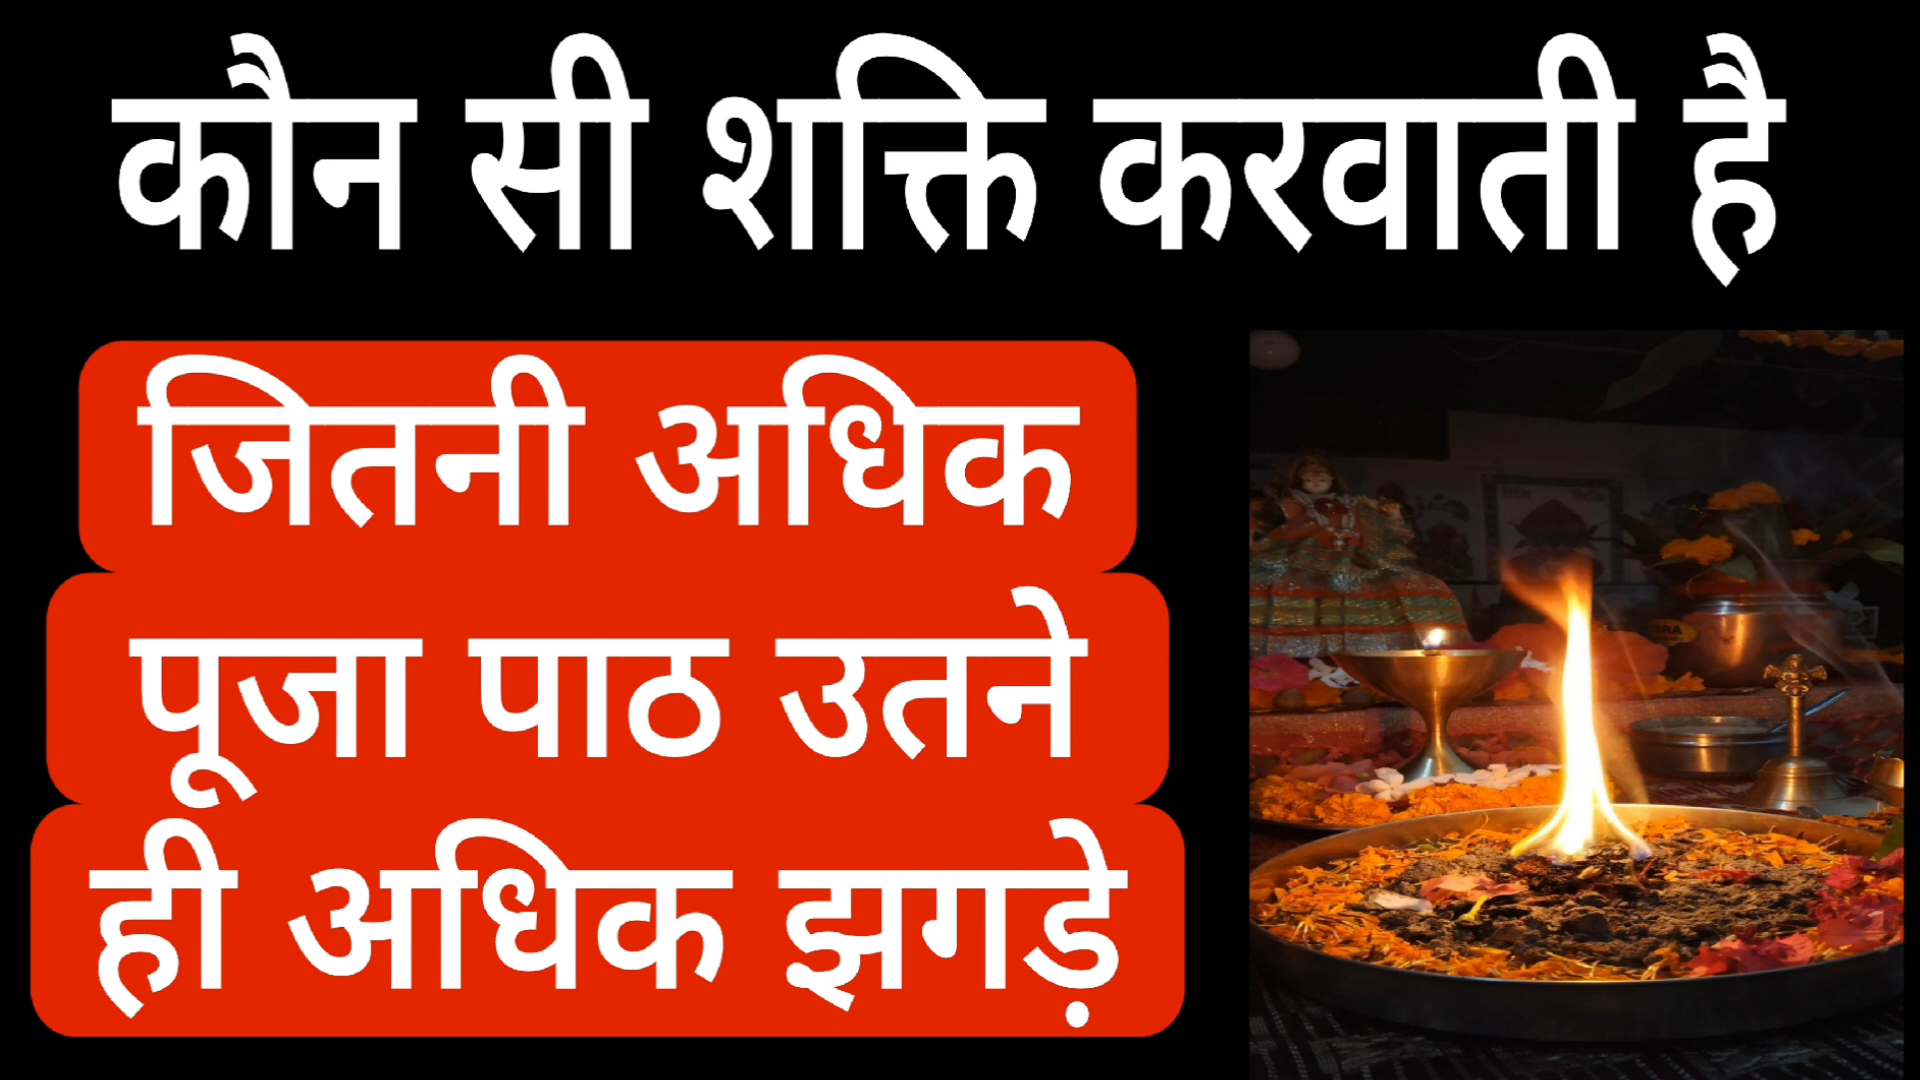 कौन सी शक्ति करवाती है
जितनी अधिक
पूजा पाठ उतने
ही अधिक झगड़े